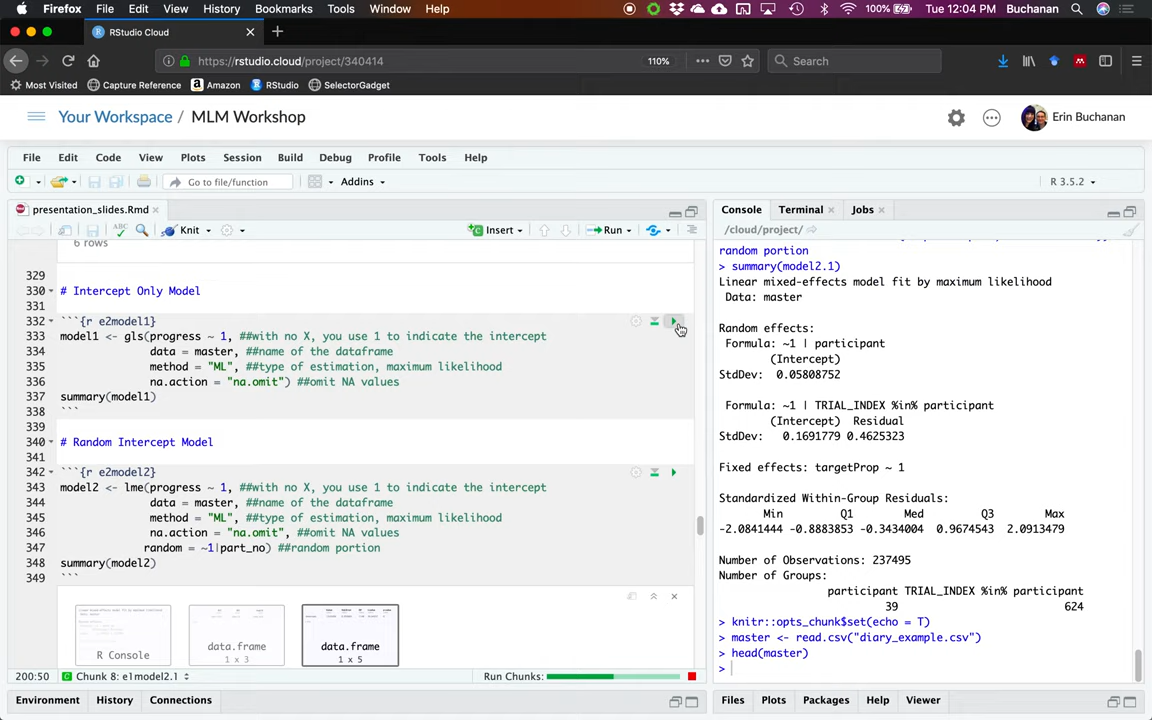 Firefox File Edit View History Bookmarks Tools Window Help 100% Tue 12:04 PM Buchanan
RStudio Cloud
https://rstudio.cloud/project/340414 110% Search
Most Visited Capture Reference Amazon RStudio SelectorGadget
Your Workspace / MLM Workshop Erin Buchanan
File Edit Code View Plots Session Build Debug Profile Tools Help
Go to file/function Addins R 3.5.2
presentation_slides.Rmd
Knit Insert Run
6 rows
329
330 # Intercept Only Model
331
332 ```{r e2model1}
333 model1 <- gls(progress ~ 1, ##with no X, you use 1 to indicate the intercept
334 data = master, ##name of the dataframe
335 method = "ML", ##type of estimation, maximum likelihood
336 na.action = "na.omit") ##omit NA values
337 summary(model1)
338 ```
339
340 # Random Intercept Model
341
342 ```{r e2model2}
343 model2 <- lme(progress ~ 1, ##with no X, you use 1 to indicate the intercept
344 data = master, ##name of the dataframe
345 method = "ML", ##type of estimation, maximum likelihood
346 na.action = "na.omit", ##omit NA values
347 random = ~1|part_no) ##random portion
348 summary(model2)
349 ```
R Console
data.frame
1 x 3
data.frame
1 x 5
200:50 Chunk 8: e1model2.1 Run Chunks:
Environment History Connections
Console Terminal Jobs
/cloud/project/
random portion
> summary(model2.1)
Linear mixed-effects model fit by maximum likelihood
Data: master
Random effects:
Formula: ~1 | participant
(Intercept)
StdDev: 0.05808752
Formula: ~1 | TRIAL_INDEX %in% participant
(Intercept) Residual
StdDev: 0.1691779 0.4625323
Fixed effects: targetProp ~ 1
Standardized Within-Group Residuals:
Min Q1 Med Q3 Max
-2.0841444 -0.8883853 -0.3434004 0.9674543 2.0913479
Number of Observations: 237495
Number of Groups:
participant TRIAL_INDEX %in% participant
39 624
> knitr::opts_chunk$set(echo = T)
> master <- read.csv("diary_example.csv")
> head(master)
>
Files Plots Packages Help Viewer